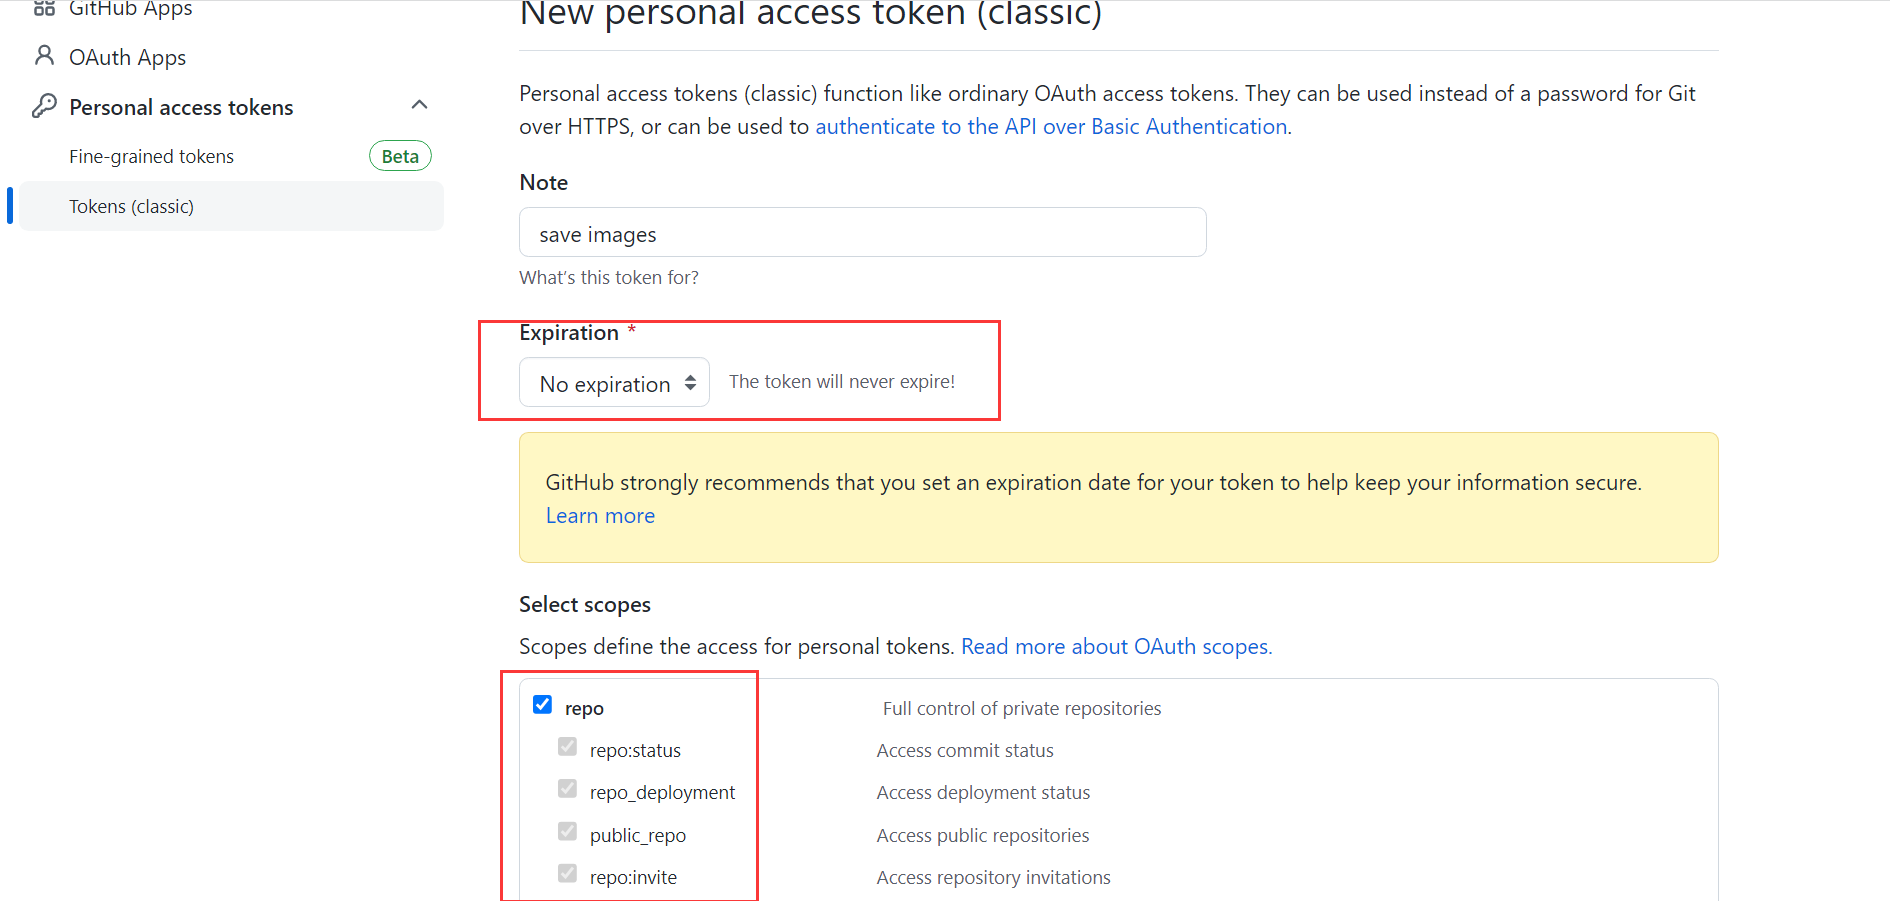 GitHub Apps
OAuth Apps
Personal access tokens
Fine-grained tokens
Beta
Tokens (classic)
New personal access token (classic)
Personal access tokens (classic) function like ordinary OAuth access tokens. They can be used instead of a password for Git
over HTTPS, or can be used to authenticate to the API over Basic Authentication.
Note
save images
What's this token for?
Expiration *
No expiration
The token will never expire!
GitHub strongly recommends that you set an expiration date for your token to help keep your information secure.
Learn more
Select scopes
Scopes define the access for personal tokens. Read more about OAuth scopes.
repo Full control of private repositories
repo:status Access commit status
repo_deployment Access deployment status
public_repo Access public repositories
repo:invite Access repository invitations